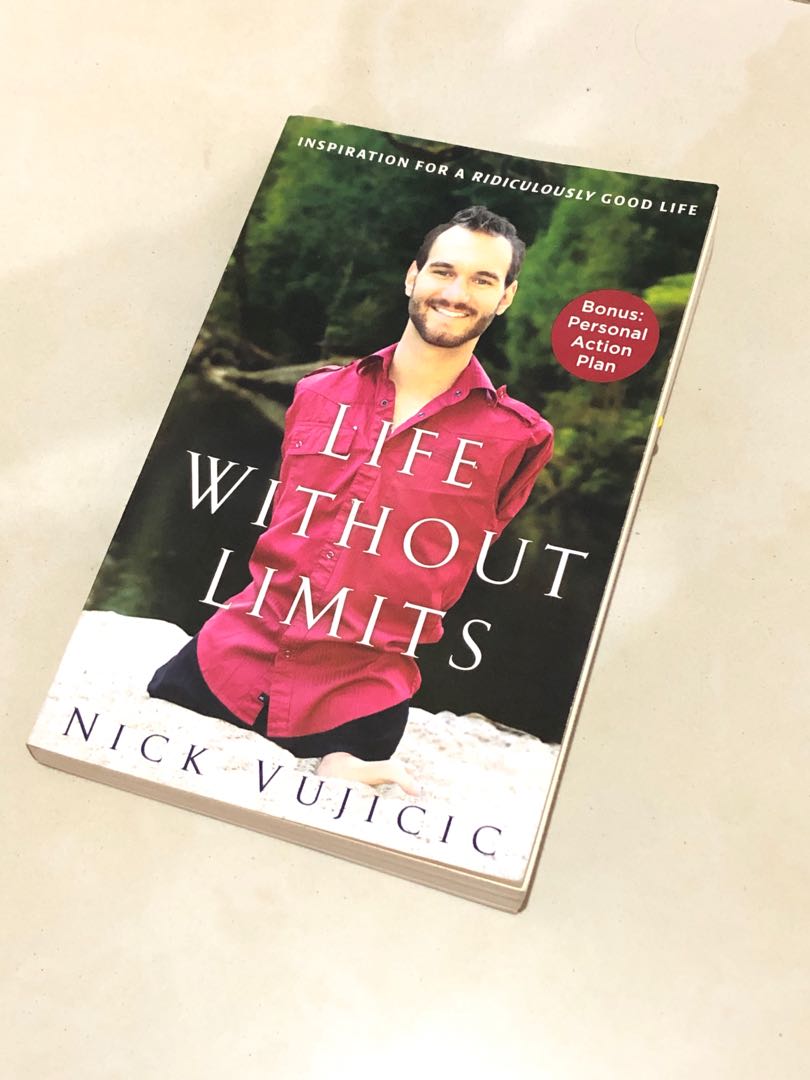 INSPIRATION FOR A RIDICULOUSLY GOOD LIFE
Bonus:
Personal
Action
Plan
LIFE
WITHOUT
LIMITS
NICK VUJICIC